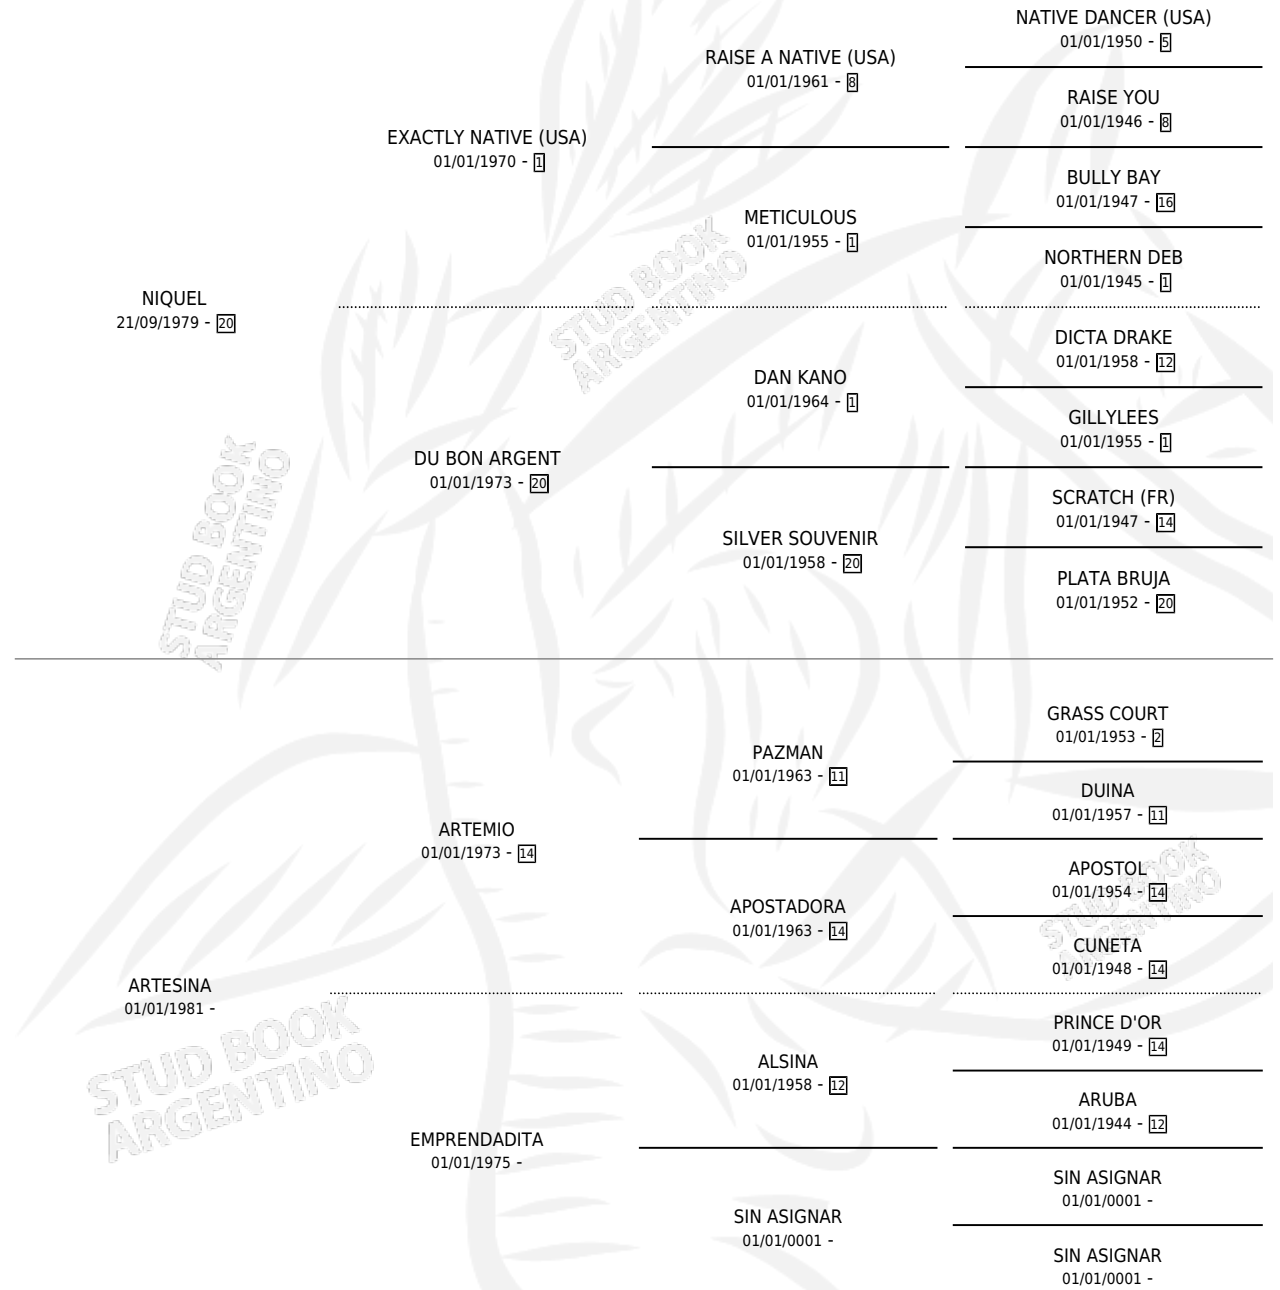 NATIVE DANCER (USA)
01/01/1950 - 5
RAISE A NATIVE (USA)
01/01/1961 - 8
RAISE YOU
01/01/1946 - 8
EXACTLY NATIVE (USA)
01/01/1970 - 1
BULLY BAY
01/01/1947 - 16
METICULOUS
01/01/1955 - 1
NORTHERN DEB
01/01/1945 - 1
NIQUEL
21/09/1979 - 20
DICTA DRAKE
01/01/1958 - 12
DAN KANO
01/01/1964 - 1
GILLYLEES
01/01/1955 - 1
DU BON ARGENT
01/01/1973 - 20
SCRATCH (FR)
01/01/1947 - 14
SILVER SOUVENIR
01/01/1958 - 20
PLATA BRUJA
01/01/1952 - 20
GRASS COURT
01/01/1953 - 2
PAZMAN
01/01/1963 - 11
DUINA
01/01/1957 - 11
ARTEMIO
01/01/1973 - 14
APOSTOL
01/01/1954 - 14
APOSTADORA
01/01/1963 - 14
CUNETA
01/01/1948 - 14
ARTESINA
01/01/1981 -
PRINCE D'OR
01/01/1949 - 14
ALSINA
01/01/1958 - 12
ARUBA
01/01/1944 - 12
EMPRENDADITA
01/01/1975 -
SIN ASIGNAR
01/01/0001 -
SIN ASIGNAR
01/01/0001 -
SIN ASIGNAR
01/01/0001 -
STUD BOOK
ARGENTINO
STUD BOOK
ARGENTINO
STUD BOOK
ARGENTINO
STUD BOOK
ARGENTINO